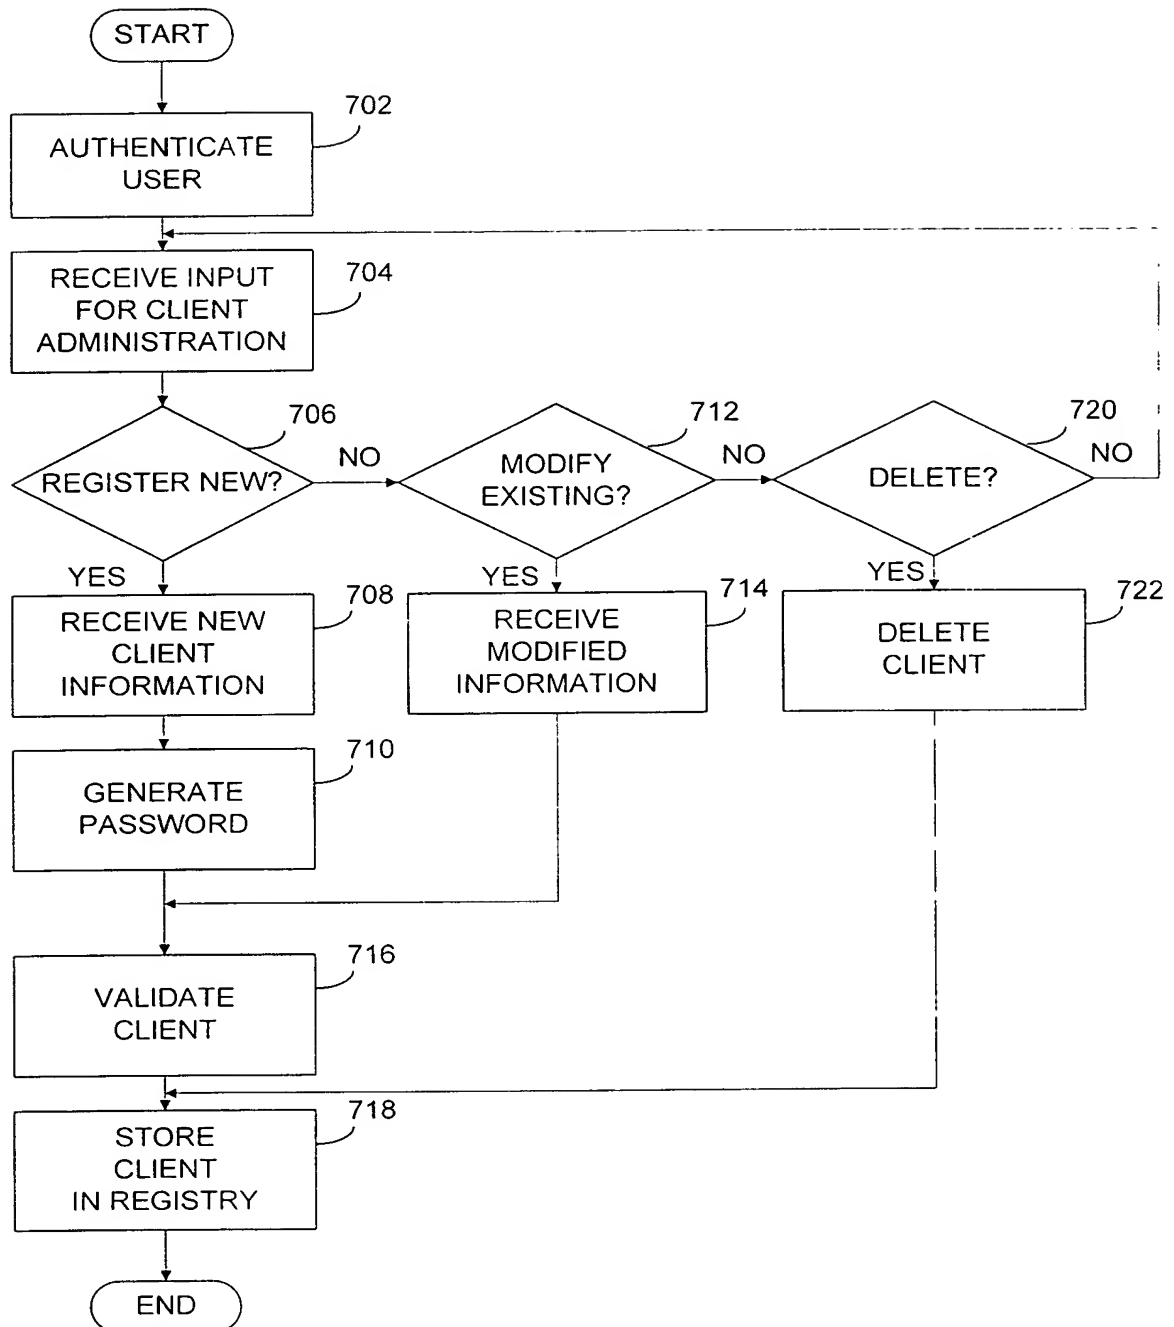 START
702
AUTHENTICATE
USER
704
RECEIVE INPUT
FOR CLIENT
ADMINISTRATION
706
REGISTER NEW?
NO
712
MODIFY
EXISTING?
NO
720
DELETE?
NO
YES
708
RECEIVE NEW
CLIENT
INFORMATION
YES
714
RECEIVE
MODIFIED
INFORMATION
YES
722
DELETE
CLIENT
710
GENERATE
PASSWORD
716
VALIDATE
CLIENT
718
STORE
CLIENT
IN REGISTRY
END